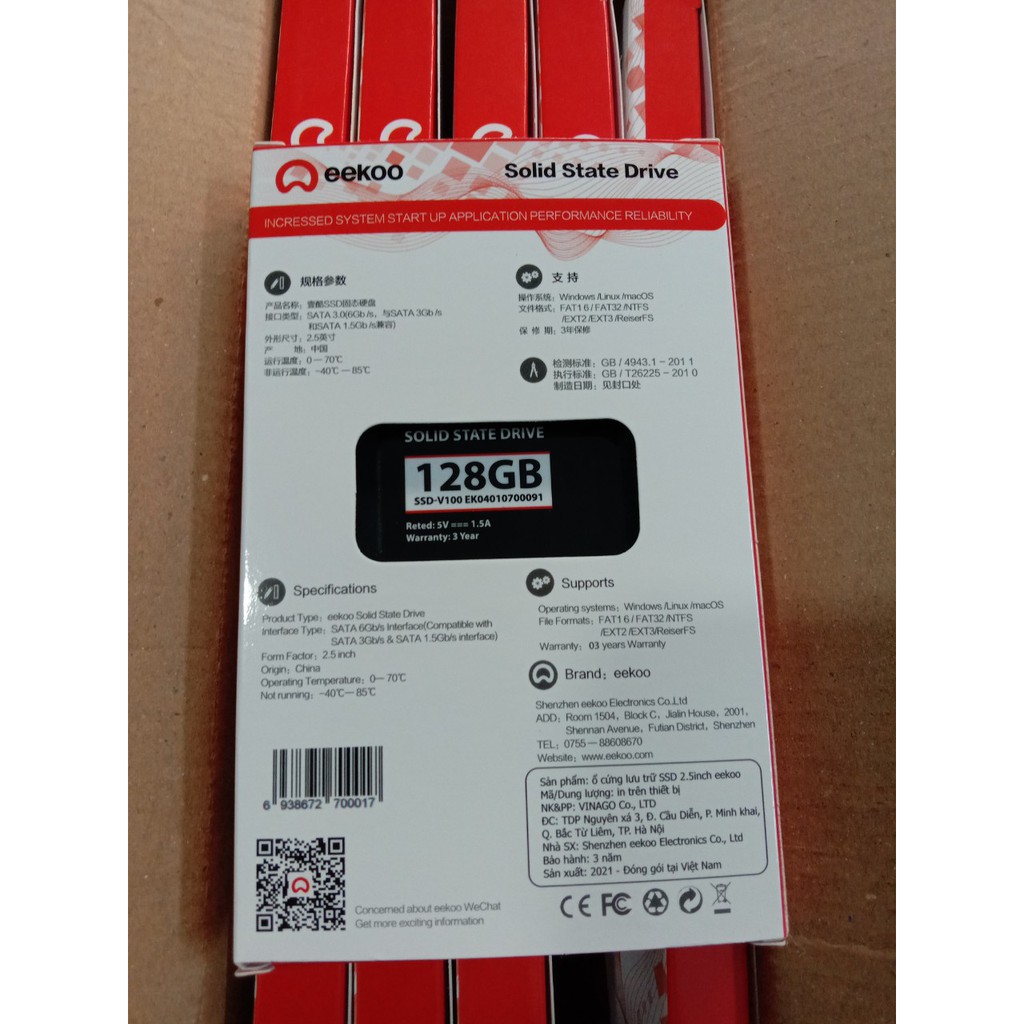 eekoo
Solid State Drive
INCRESSED SYSTEM START UP APPLICATION PERFORMANCE RELIABILITY
规格参数
产品名称：壹酷SSD固态硬盘
接口类型：SATA 3.0(6Gb /s、与SATA 3Gb /s
和SATA 1.5Gb /s兼容)
外形尺寸：2.5英寸
产 地：中国
运行温度：0—70℃
非运行温度：-40℃—85℃
支 持
操作系统：Windows /Linux /macOS
文件格式：FAT1 6 / FAT32 /NTFS
/EXT2 /EXT3 /ReiserFS
保 修 期：3年保修
检测标准：GB / 4943.1 - 201 1
执行标准：GB / T26225 - 201 0
制造日期：见封口处
SOLID STATE DRIVE
128GB
SSD-V100 EK04010700091
Reted: 5V === 1.5A
Warranty: 3 Year
Specifications
Product Type：eekoo Solid State Drive
Interface Type：SATA 6Gb/s Interface(Compatible with
SATA 3Gb/s & SATA 1.5Gb/s interface)
Form Factor：2.5 inch
Origin：China
Operating Temperature：0—70℃
Not running：-40℃—85℃
Supports
Operating systems：Windows /Linux /macOS
File Formats：FAT1 6 / FAT32 /NTFS
/EXT2 /EXT3/ReiserFS
Warranty：03 years Warranty
Brand：eekoo
Shenzhen eekoo Electronics Co.,Ltd
ADD：Room 1504，Block C，Jialin House，2001，
Shennan Avenue，Futian District，Shenzhen
TEL：0755 — 88608670
Website：www.eekoo.com
Sản phẩm: ổ cứng lưu trữ SSD 2.5inch eekoo
Mã/Dung lượng: in trên thiết bị
NK&PP: VINAGO Co., LTD
ĐC: TDP Nguyên xá 3, Đ. Cầu Diễn, P. Minh khai,
Q. Bắc Từ Liêm, TP. Hà Nội
Nhà SX: Shenzhen eekoo Electronics Co., Ltd
Bảo hành: 3 năm
Sản xuất: 2021 - Đóng gói tại Việt Nam
6 938672 700017
Concerned about eekoo WeChat
Get more exciting information
CE FC